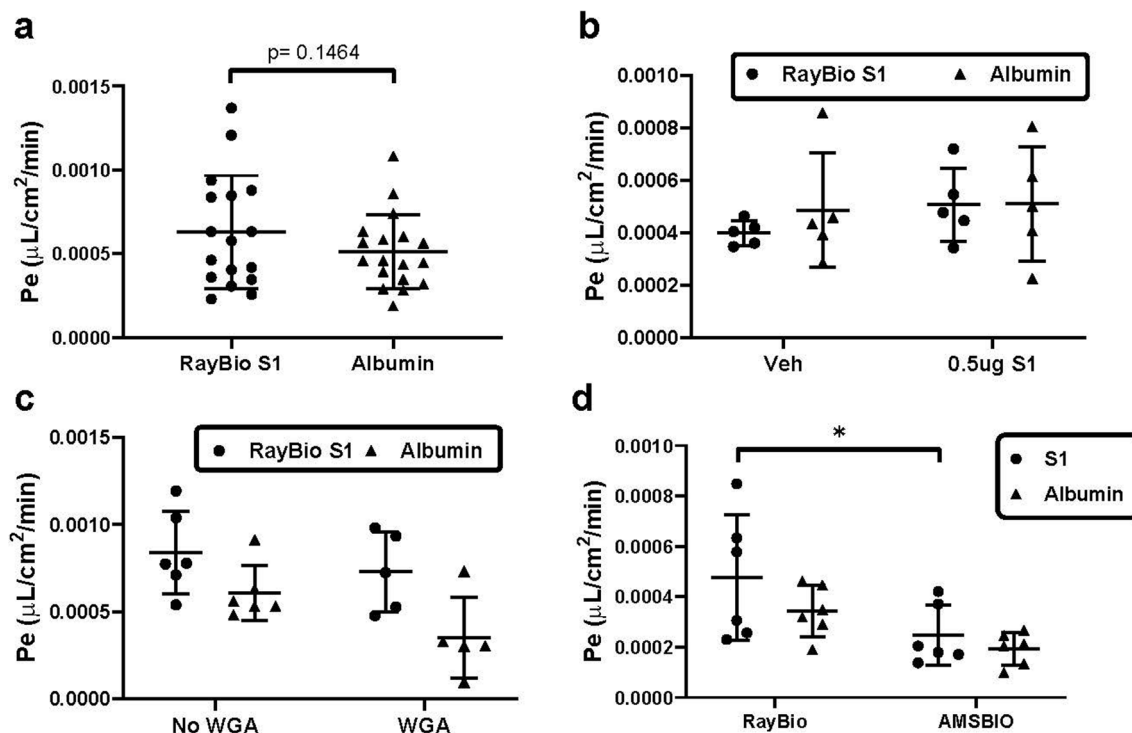 a
p= 0.1464
Pe (μL/cm²/min)
0.0015
0.0010
0.0005
0.0000
RayBio S1 Albumin
b
RayBio S1 Albumin
Pe (μL/cm²/min)
0.0010
0.0008
0.0006
0.0004
0.0002
0.0000
Veh 0.5ug S1
c
RayBio S1 Albumin
Pe (μL/cm²/min)
0.0015
0.0010
0.0005
0.0000
No WGA WGA
d
*
S1
Albumin
Pe (μL/cm²/min)
0.0010
0.0008
0.0006
0.0004
0.0002
0.0000
RayBio AMSBIO